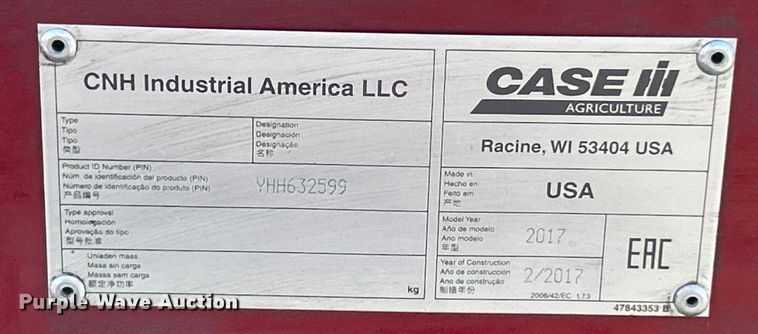 CNH Industrial America LLC
Type
Tipo
Tipo
类型
Designation
Designación
Designação
名称
Product ID Number (PIN)
Núm. de identificación del producto (PIN)
Número de identificação do produto (PIN)
产品编号
YHH632599
Type approval
Homologación
Aprovação do tipo
型号批准
Unladen mass
Masa sin carga
Massa sem carga
额定净功率
kg
CASE IH
AGRICULTURE
Racine, WI 53404 USA
Made in
Hecho en
Feito em
产地
USA
Model Year
Año de modelo
Ano modelo
年型
2017
Year of Construction
Año de construcción
Ano de construção
制造年份
2/2017
2006/42/EC 1.7.3
EAC
47843353 B
Purple Wave Auction